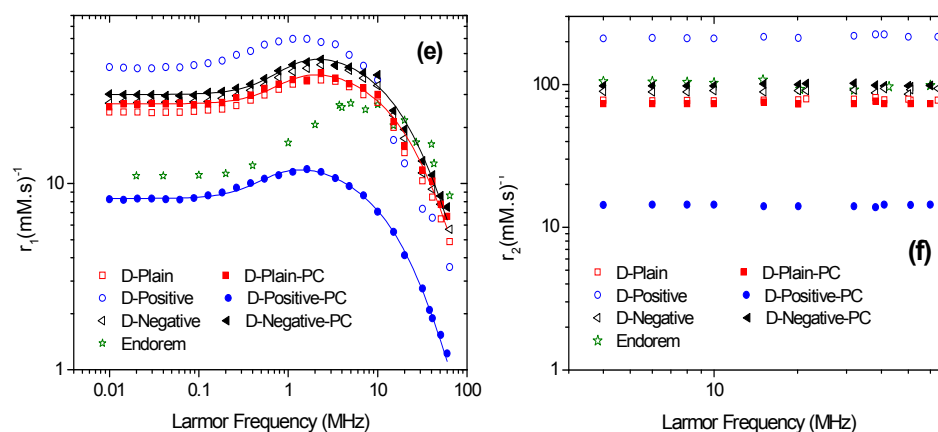 (e)
r1(mM.s)-1
10
1
D-Plain
D-Plain-PC
D-Positive
D-Positive-PC
D-Negative
D-Negative-PC
Endorem
0.01
0.1
1
10
100
Larmor Frequency (MHz)
r2(mM.s)-1
100
10
1
(f)
D-Plain
D-Plain-PC
D-Positive
D-Positive-PC
D-Negative
D-Negative-PC
Endorem
10
Larmor Frequency (MHz)